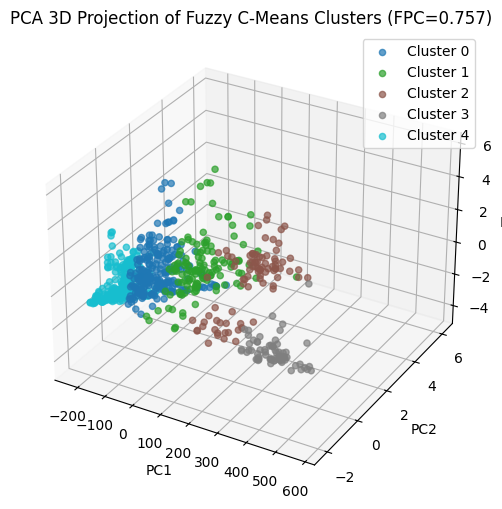 PCA 3D Projection of Fuzzy C-Means Clusters (FPC=0.757)
Cluster 0
Cluster 1
Cluster 2
Cluster 3
Cluster 4
6
4
2
0
−2
−4
6
4
2
0
−2
PC2
−200
−100
0
100
200
300
400
500
600
PC1